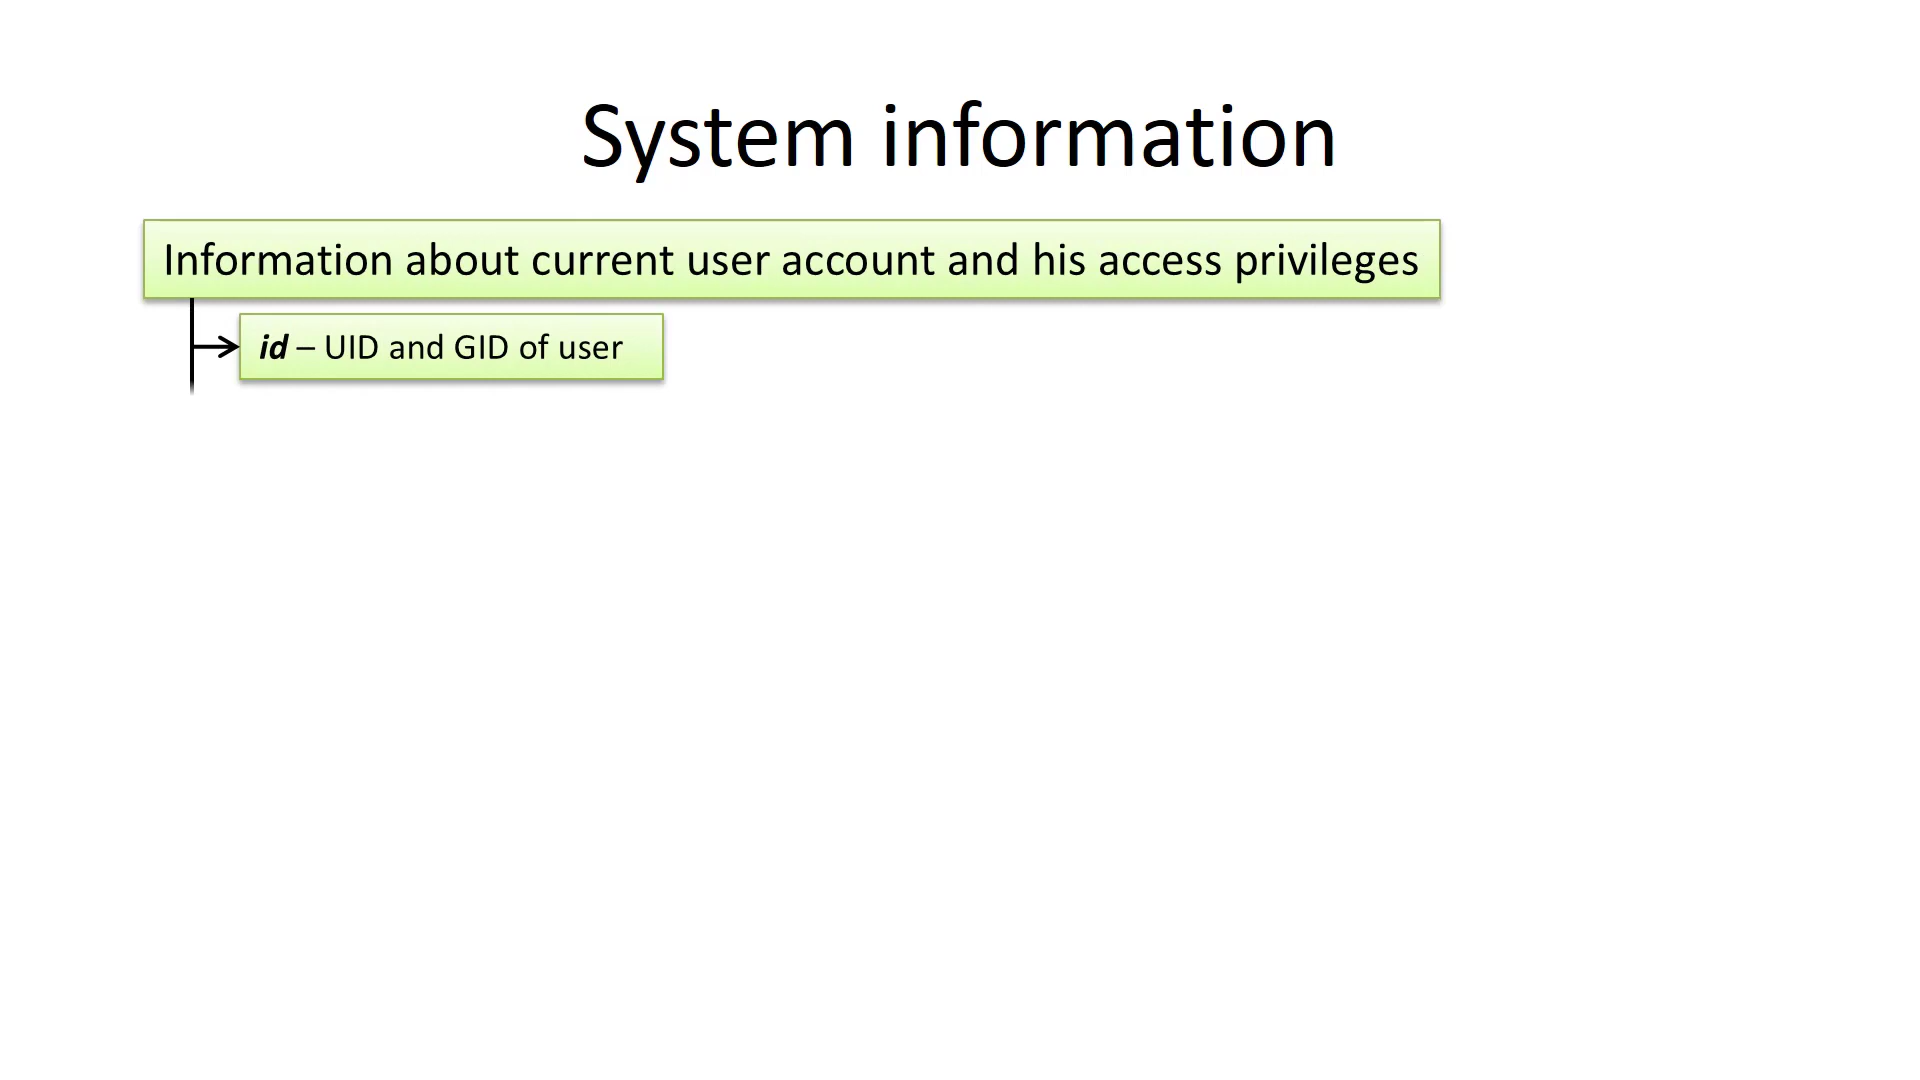 System information
Information about current user account and his access privileges
id – UID and GID of user